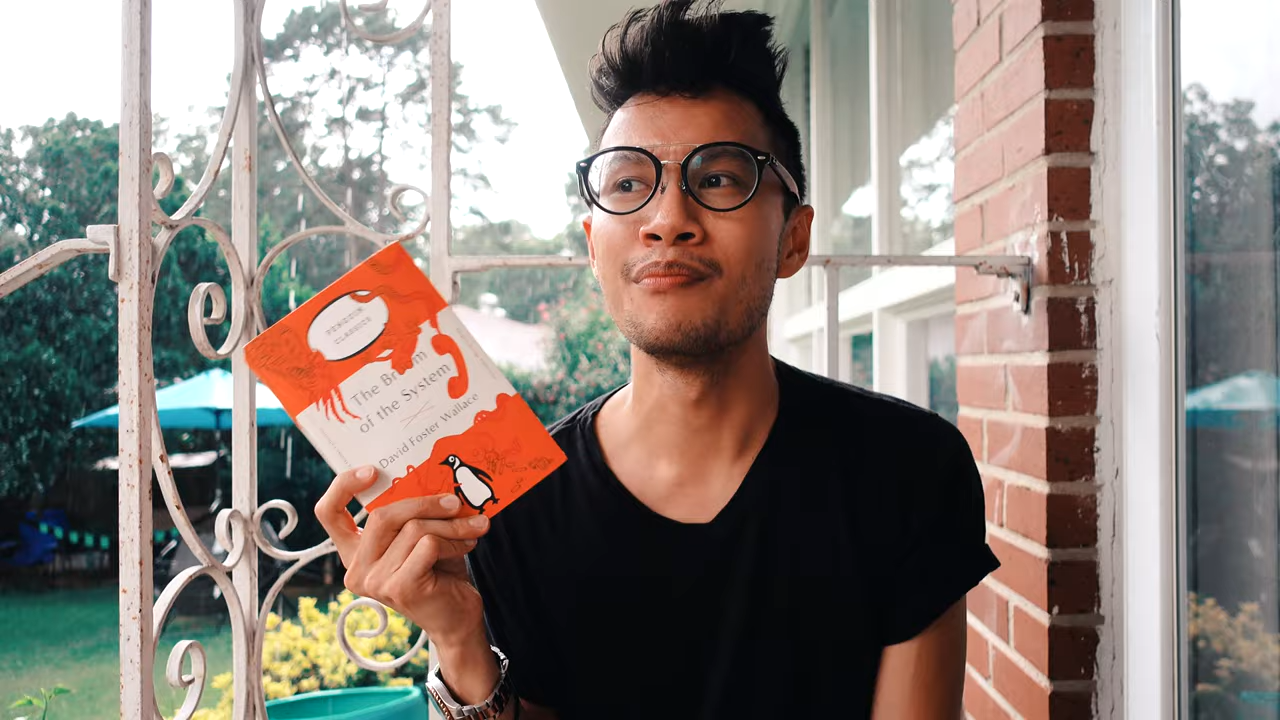 PENGUIN
CLASSICS
The Broom
of the System
David Foster Wallace